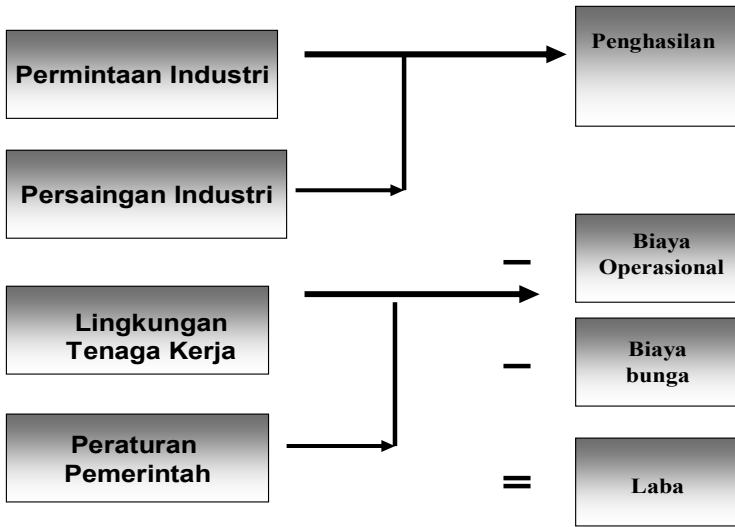 Permintaan Industri
Penghasilan
Persaingan Industri
–
Biaya
Operasional
Lingkungan
Tenaga Kerja
–
Biaya
bunga
Peraturan
Pemerintah
=
Laba